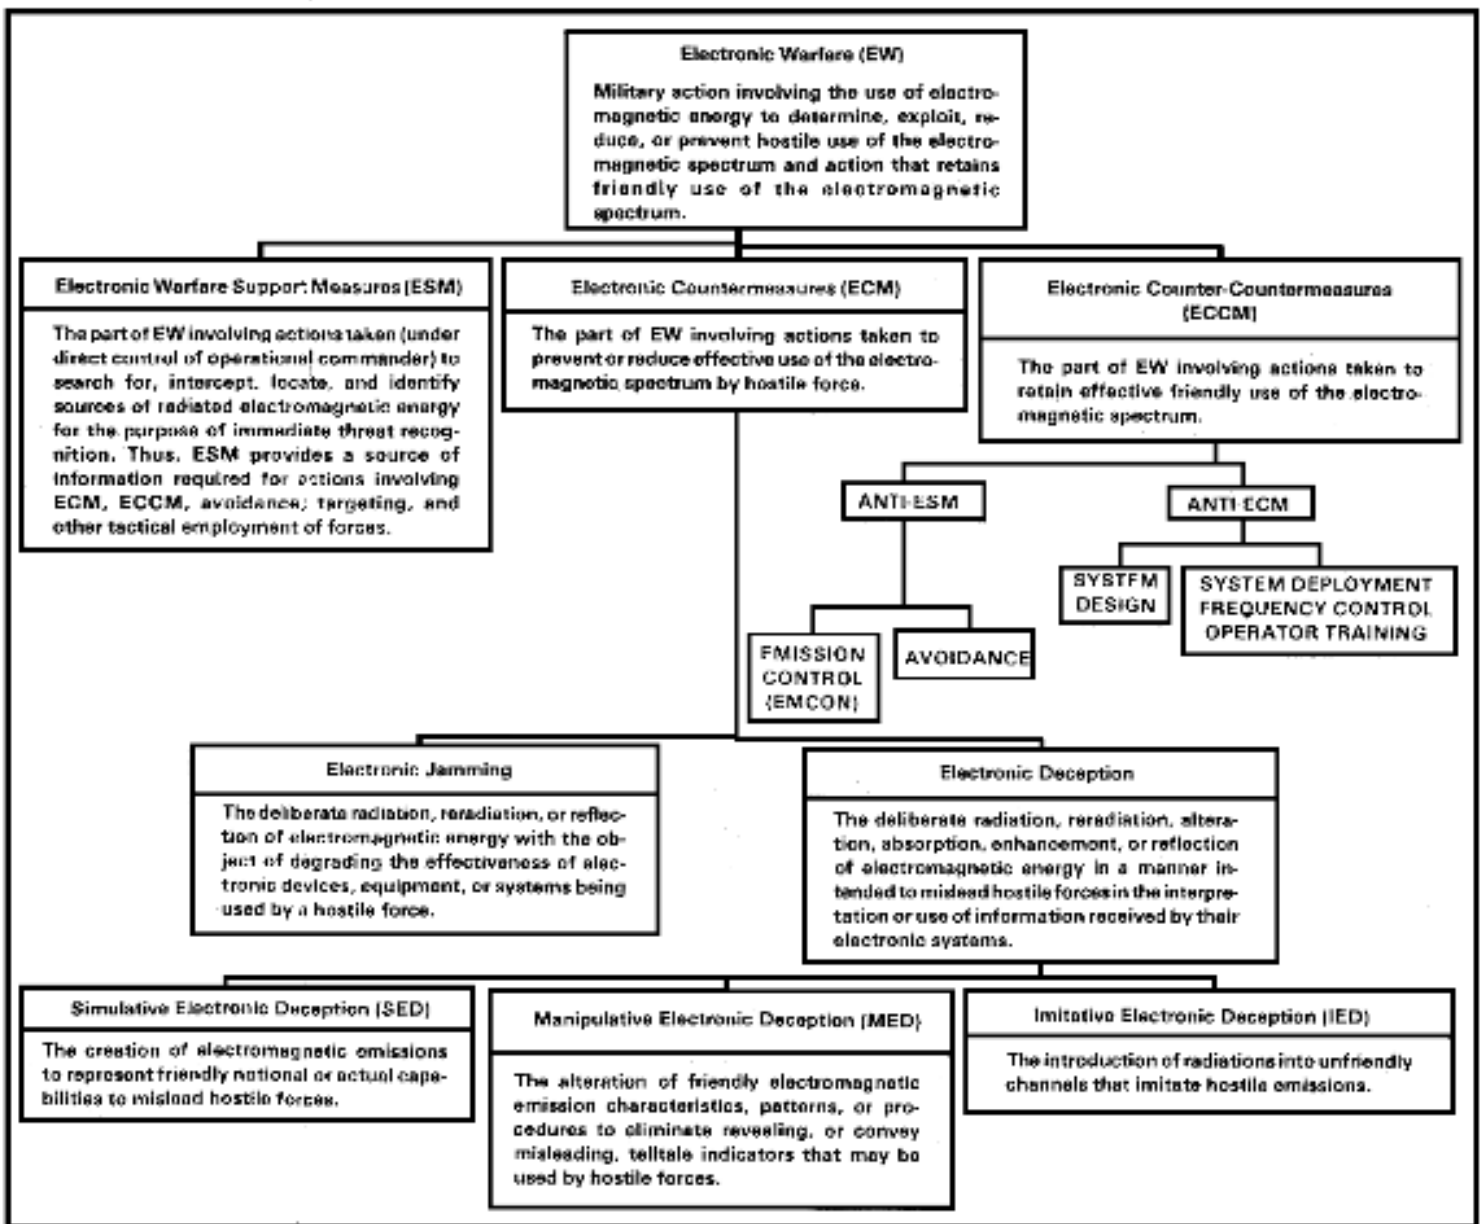 Electronic Warfare (EW)
Military action involving the use of electro-
magnetic energy to determine, exploit, re-
duce, or prevent hostile use of the electro-
magnetic spectrum and action that retains
friendly use of the electromagnetic
spectrum.
Electronic Warfare Support Measures (ESM)
The part of EW involving actions taken (under
direct control of operational commander) to
search for, intercept, locate, and identify
sources of radiated electromagnetic energy
for the purpose of immediate threat recog-
nition. Thus, ESM provides a source of
information required for actions involving
ECM, ECCM, avoidance, targeting, and
other tactical employment of forces.
Electronic Countermeasures (ECM)
The part of EW involving actions taken to
prevent or reduce effective use of the electro-
magnetic spectrum by hostile force.
Electronic Counter-Countermeasures
(ECCM)
The part of EW involving actions taken to
retain effective friendly use of the electro-
magnetic spectrum.
ANTI-ESM
ANTI-ECM
SYSTEM
DESIGN
SYSTEM DEPLOYMENT
FREQUENCY CONTROL
OPERATOR TRAINING
EMISSION
CONTROL
(EMCON)
AVOIDANCE
Electronic Jamming
The deliberate radiation, reradiation, or reflec-
tion of electromagnetic energy with the ob-
ject of degrading the effectiveness of elec-
tronic devices, equipment, or systems being
used by a hostile force.
Electronic Deception
The deliberate radiation, reradiation, altera-
tion, absorption, enhancement, or reflection
of electromagnetic energy in a manner in-
tended to mislead hostile forces in the interpre-
tation or use of information received by their
electronic systems.
Simulative Electronic Deception (SED)
The creation of electromagnetic emissions
to represent friendly notional or actual capa-
bilities to mislead hostile forces.
Manipulative Electronic Deception (MED)
The alteration of friendly electromagnetic
emission characteristics, patterns, or pro-
cedures to eliminate revealing, or convey
misleading, telltale indicators that may be
used by hostile forces.
Imitative Electronic Deception (IED)
The introduction of radiations into unfriendly
channels that imitate hostile emissions.